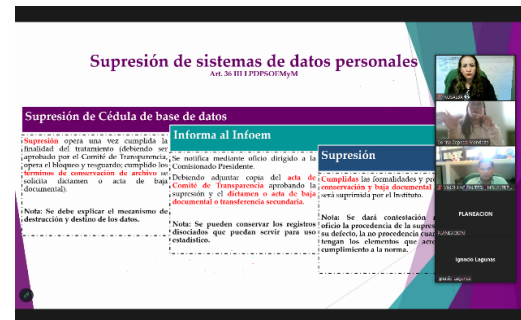 Supresión de sistemas de datos personales
Art. 36 III LPDPSOEMyM
Supresión de Cédula de base de datos
Supresión opera una vez cumplida la
finalidad del tratamiento (debiendo ser
aprobado por el Comité de Transparencia,
opera el bloqueo y resguardo; cumplido los
términos de conservación de archivo se
solicita dictamen o acta de baja
documental).
Nota: Se debe explicar el mecanismo de
destrucción y destino de los datos.
Informa al Infoem
Se notifica mediante oficio dirigido a la
Comisionado Presidente.
Debiendo adjuntar copia del acta de
Comité de Transparencia aprobando la
supresión y el dictamen o acta de baja
documental o transferencia secundaria.
Nota: Se pueden conservar los registros
disociados que puedan servir para uso
estadístico.
Supresión
Cumplidas las formalidades y
conservación y baja documental
será suprimida por el Instituto.
Nota: Se dará contestación
oficio la procedencia de la
su defecto, la no procedencia
tengan los elementos que
cumplimiento a la norma.
PLANEACION
PLANEACION
Ignacio Lagunas
Ignacio Lagunas